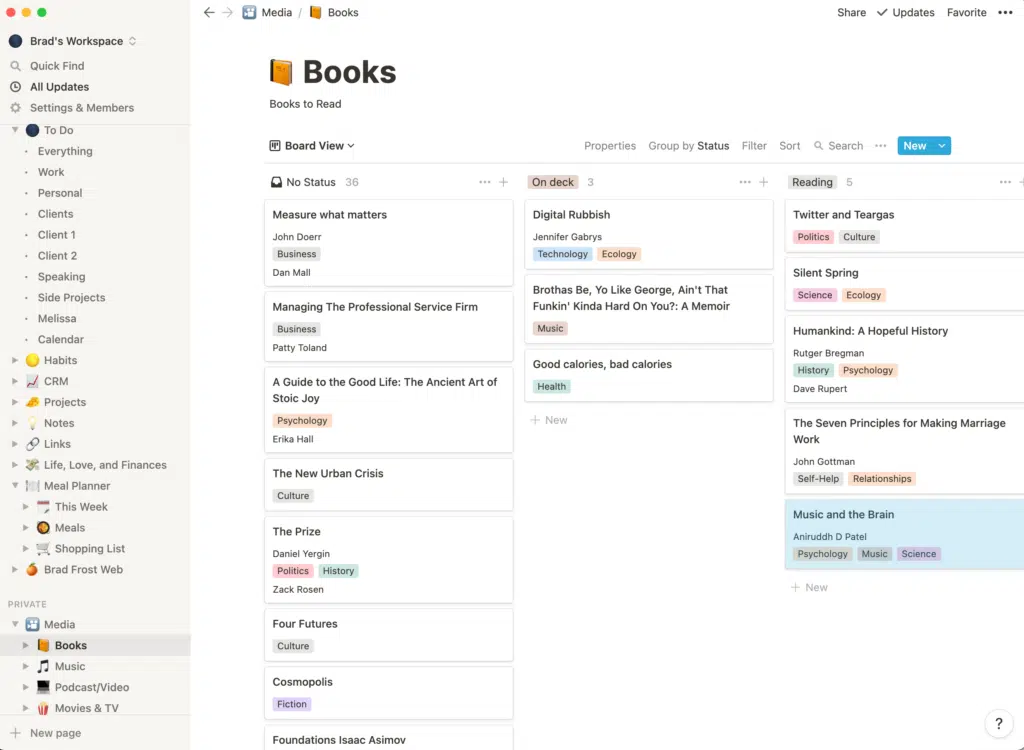 Brad's Workspace
Quick Find
All Updates
Settings & Members
To Do
Everything
Work
Personal
Clients
Client 1
Client 2
Speaking
Side Projects
Melissa
Calendar
Habits
CRM
Projects
Notes
Links
Life, Love, and Finances
Meal Planner
This Week
Meals
Shopping List
Brad Frost Web
PRIVATE
Media
Books
Music
Podcast/Video
Movies & TV
New page
Media / Books
Share Updates Favorite
Books
Books to Read
Board View
Properties Group by Status Filter Sort Search New
No Status 36
Measure what matters
John Doerr
Business
Dan Mall
Managing The Professional Service Firm
Business
Patty Toland
A Guide to the Good Life: The Ancient Art of
Stoic Joy
Psychology
Erika Hall
The New Urban Crisis
Culture
The Prize
Daniel Yergin
Politics History
Zack Rosen
Four Futures
Culture
Cosmopolis
Fiction
Foundations Isaac Asimov
On deck 3
Digital Rubbish
Jennifer Gabrys
Technology Ecology
Brothas Be, Yo Like George, Ain't That
Funkin' Kinda Hard On You?: A Memoir
Music
Good calories, bad calories
Health
New
Reading 5
Twitter and Teargas
Politics Culture
Silent Spring
Science Ecology
Humankind: A Hopeful History
Rutger Bregman
History Psychology
Dave Rupert
The Seven Principles for Making Marriage
Work
John Gottman
Self-Help Relationships
Music and the Brain
Aniruddh D Patel
Psychology Music Science
New
?